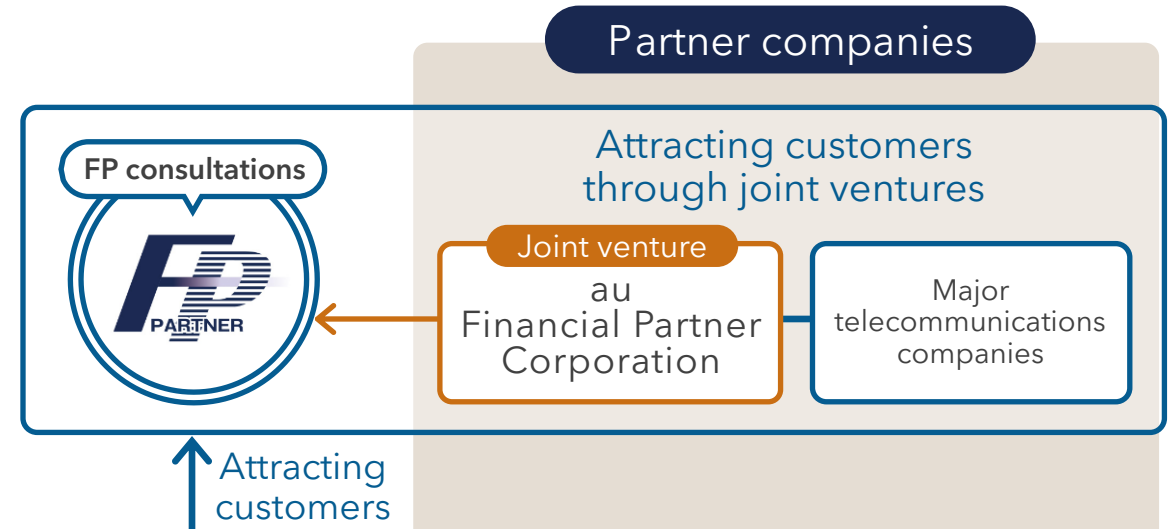 Partner companies
FP consultations
FP
PARTNER
Attracting customers
through joint ventures
Joint venture
au
Financial Partner
Corporation
Major
telecommunications
companies
Attracting
customers